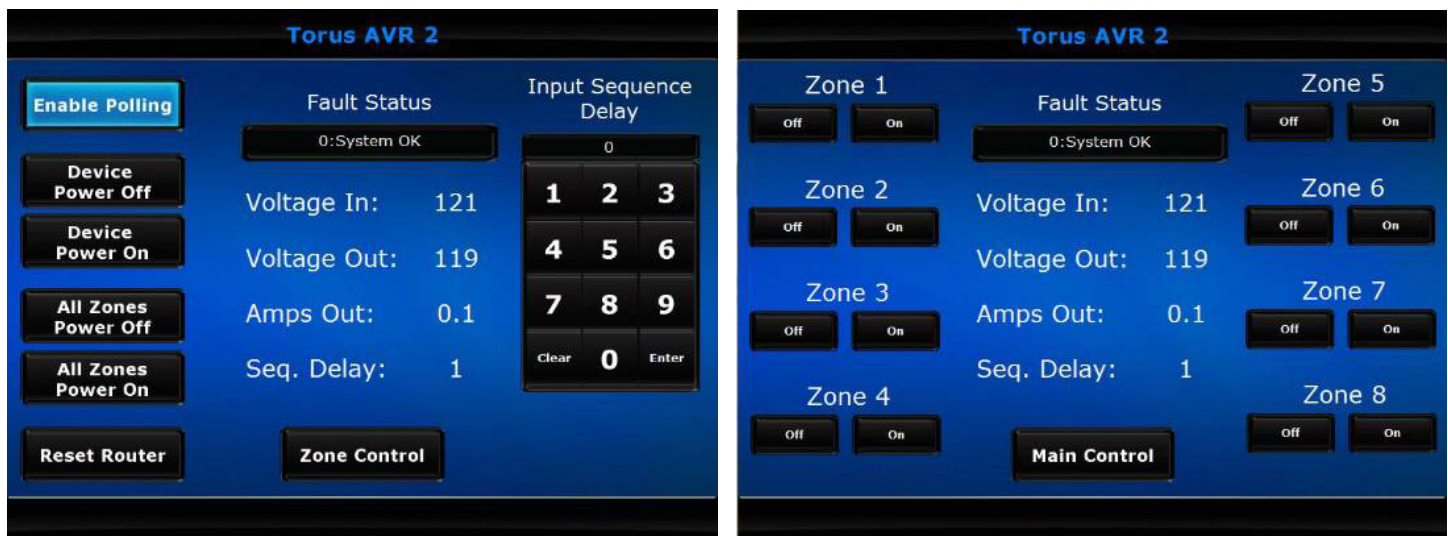 Torus AVR 2
Enable Polling
Device
Power Off
Device
Power On
All Zones
Power Off
All Zones
Power On
Reset Router
Fault Status
0:System OK
Voltage In: 121
Voltage Out: 119
Amps Out: 0.1
Seq. Delay: 1
Zone Control
Input Sequence
Delay
0
1 2 3
4 5 6
7 8 9
Clear 0 Enter
Torus AVR 2
Zone 1
Off On
Zone 2
Off On
Zone 3
Off On
Zone 4
Off On
Fault Status
0:System OK
Voltage In: 121
Voltage Out: 119
Amps Out: 0.1
Seq. Delay: 1
Main Control
Zone 5
Off On
Zone 6
Off On
Zone 7
Off On
Zone 8
Off On